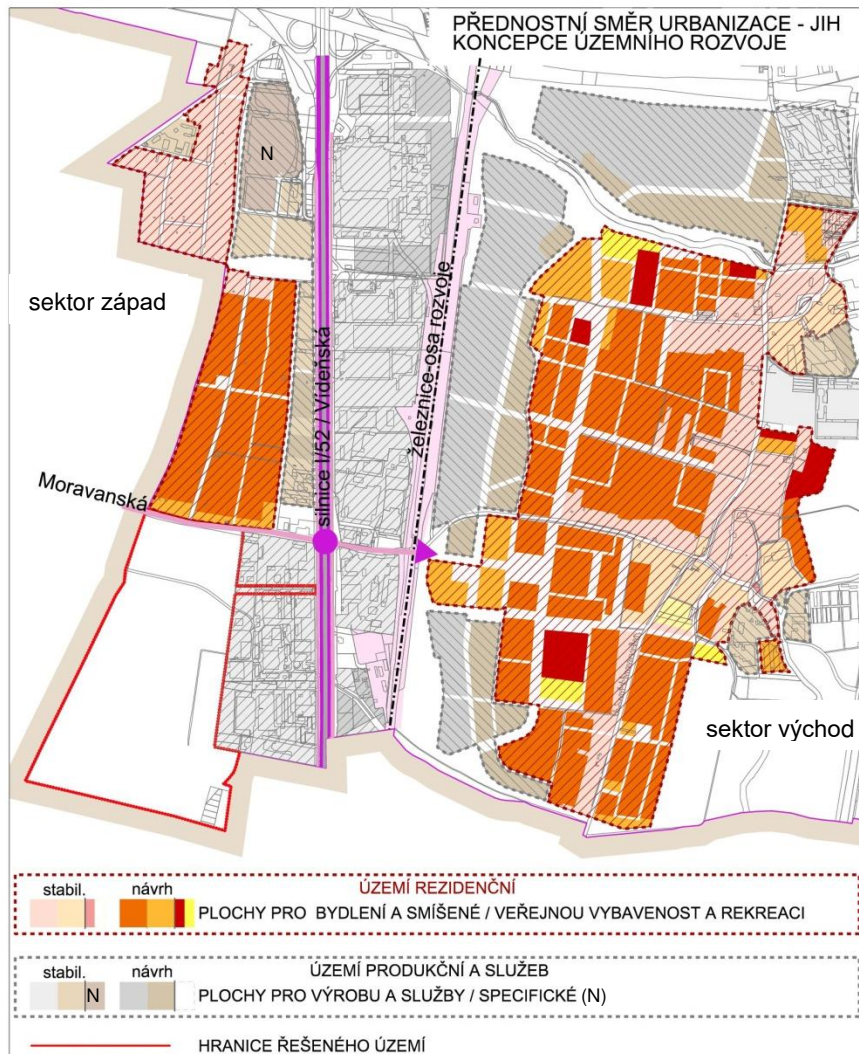 PŘEDNOSTNÍ SMĚR URBANIZACE - JIH
KONCEPCE ÚZEMNÍHO ROZVOJE
N
sektor západ
silnice I/52 / Vídeňská
železnice-osa rozvoje
Moravanská
sektor východ
stabil.
návrh
ÚZEMÍ REZIDENČNÍ
PLOCHY PRO BYDLENÍ A SMÍŠENÉ / VEŘEJNOU VYBAVENOST A REKREACI
stabil.
návrh
ÚZEMÍ PRODUKČNÍ A SLUŽEB
N
PLOCHY PRO VÝROBU A SLUŽBY / SPECIFICKÉ (N)
HRANICE ŘEŠENÉHO ÚZEMÍ